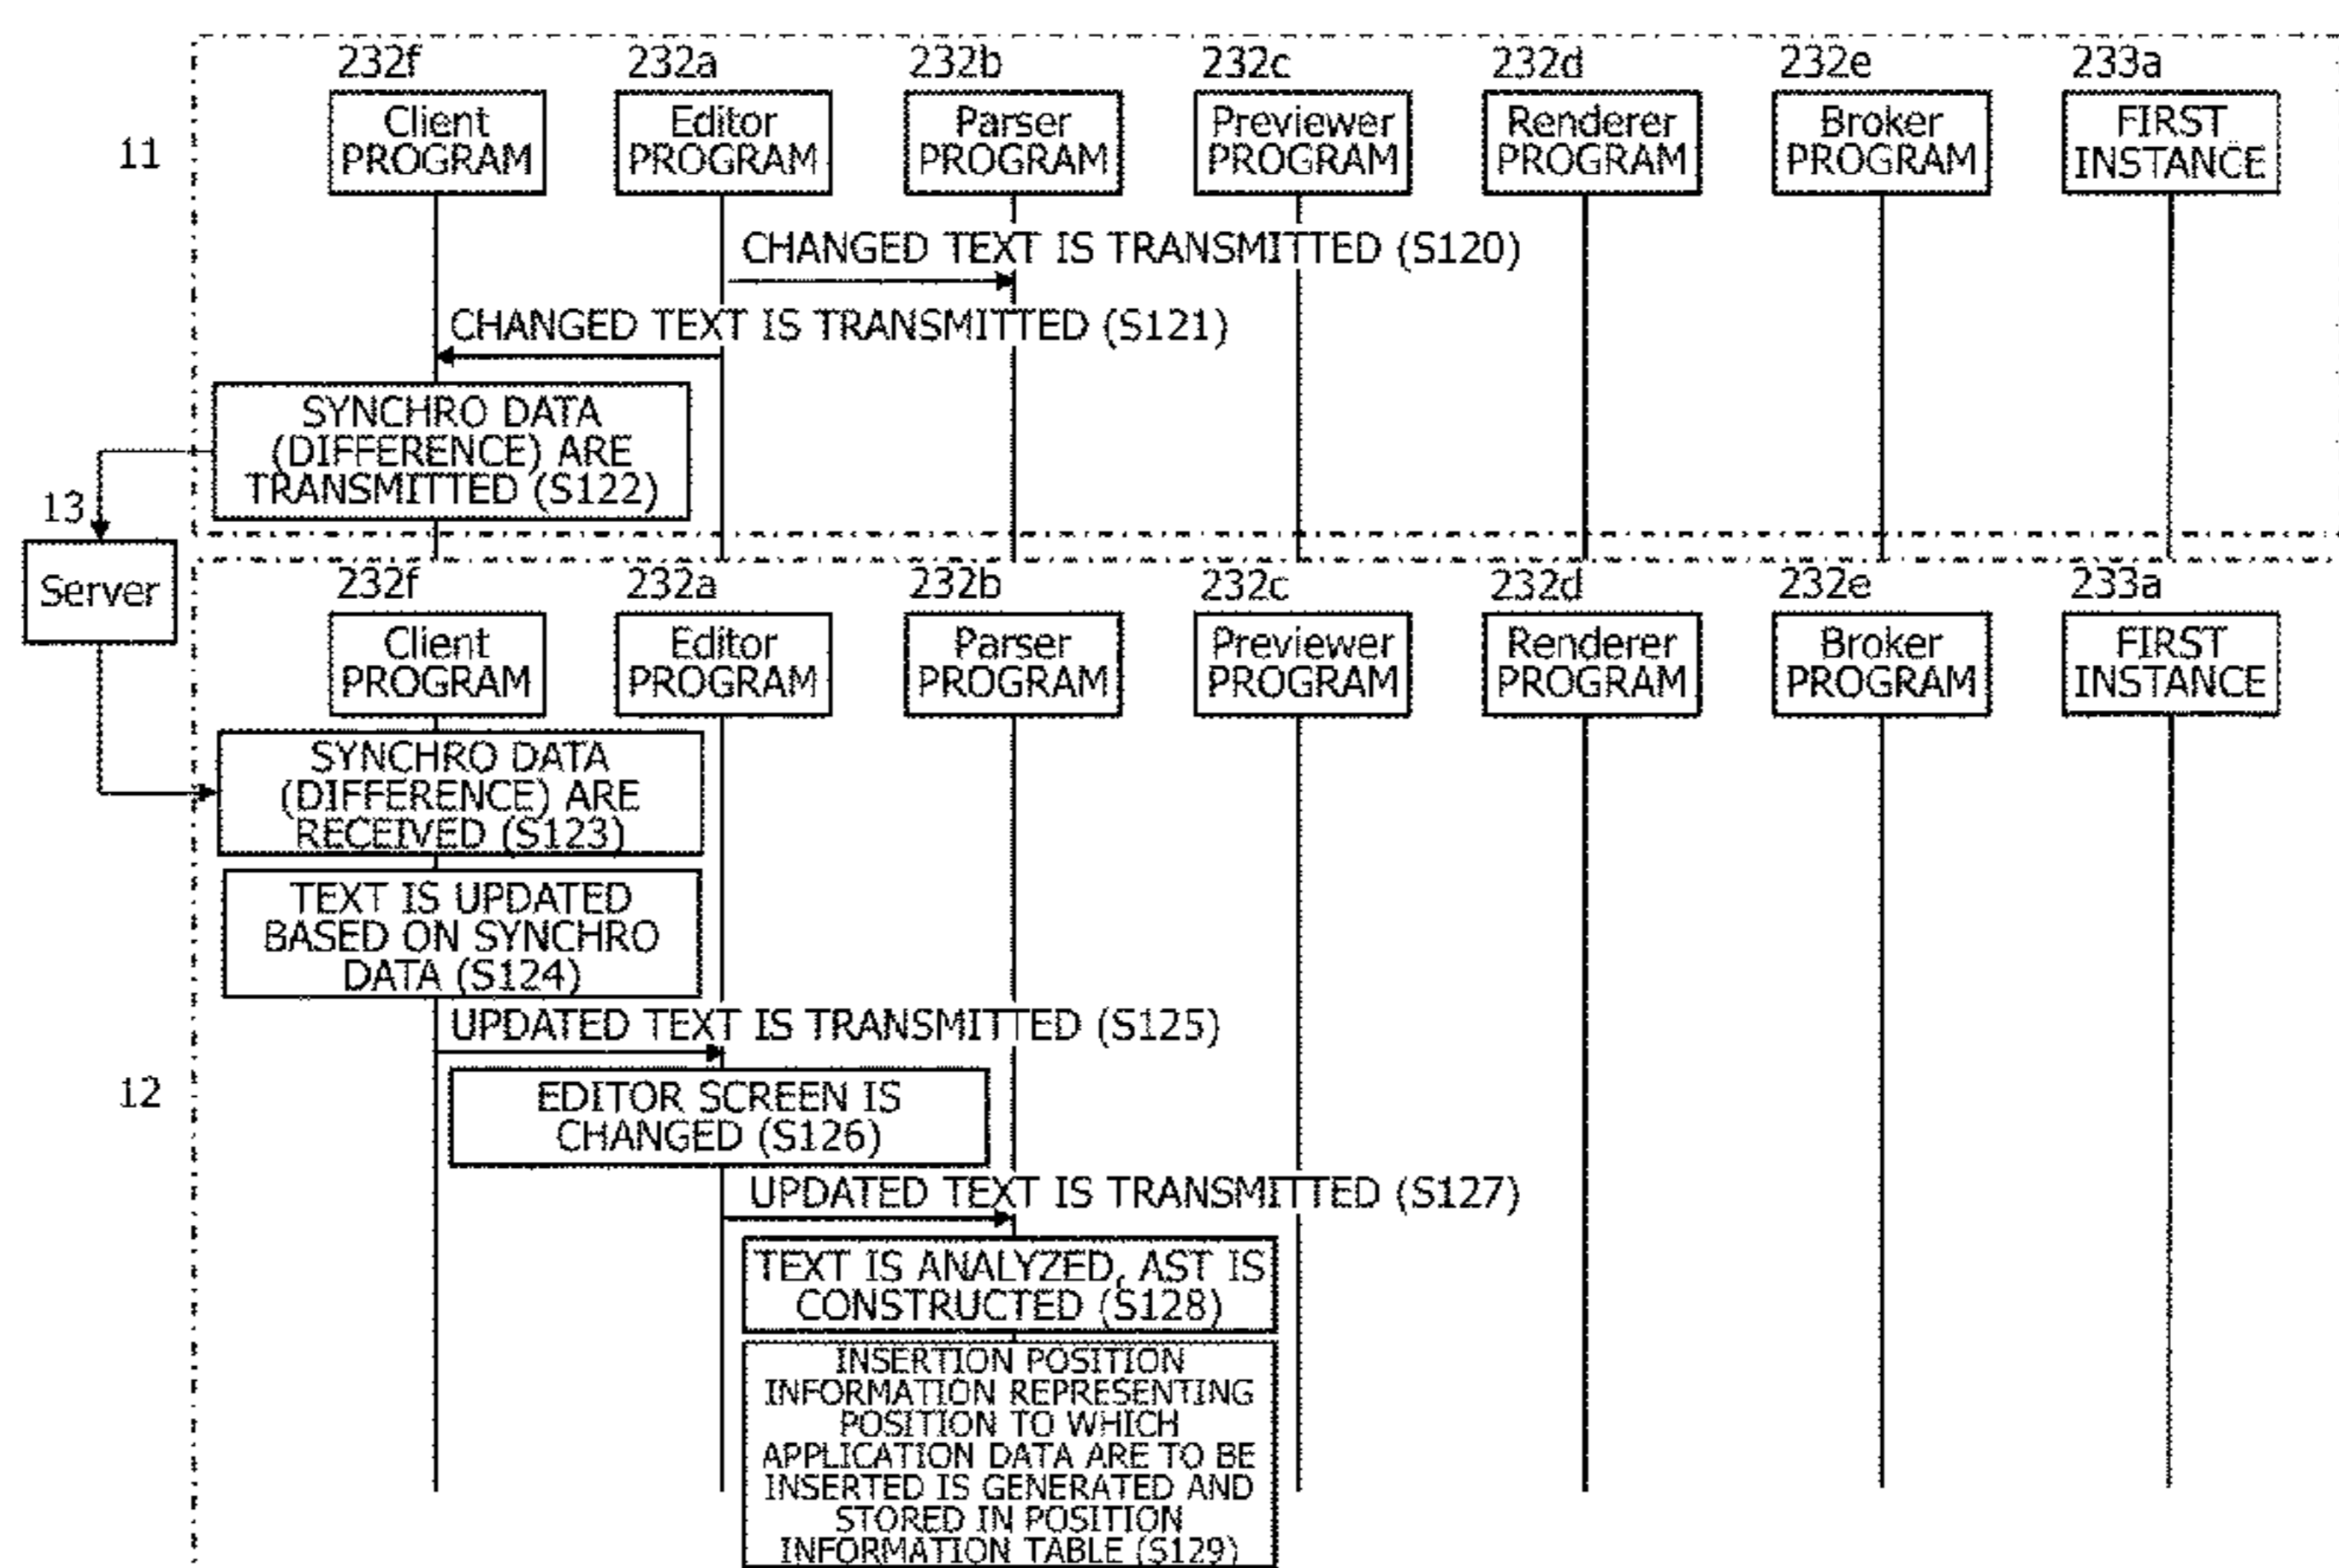 232f 232a 232b 232c 232d 232e 233a
Client Editor Parser Previewer Renderer Broker FIRST
PROGRAM PROGRAM PROGRAM PROGRAM PROGRAM PROGRAM INSTANCE
11
CHANGED TEXT IS TRANSMITTED (S120)
CHANGED TEXT IS TRANSMITTED (S121)
SYNCHRO DATA
(DIFFERENCE) ARE
TRANSMITTED (S122)
13
Server
232f 232a 232b 232c 232d 232e 233a
Client Editor Parser Previewer Renderer Broker FIRST
PROGRAM PROGRAM PROGRAM PROGRAM PROGRAM PROGRAM INSTANCE
SYNCHRO DATA
(DIFFERENCE) ARE
RECEIVED (S123)
TEXT IS UPDATED
BASED ON SYNCHRO
DATA (S124)
UPDATED TEXT IS TRANSMITTED (S125)
12
EDITOR SCREEN IS
CHANGED (S126)
UPDATED TEXT IS TRANSMITTED (S127)
TEXT IS ANALYZED, AST IS
CONSTRUCTED (S128)
INSERTION POSITION
INFORMATION REPRESENTING
POSITION TO WHICH
APPLICATION DATA ARE TO BE
INSERTED IS GENERATED AND
STORED IN POSITION
INFORMATION TABLE (S129)